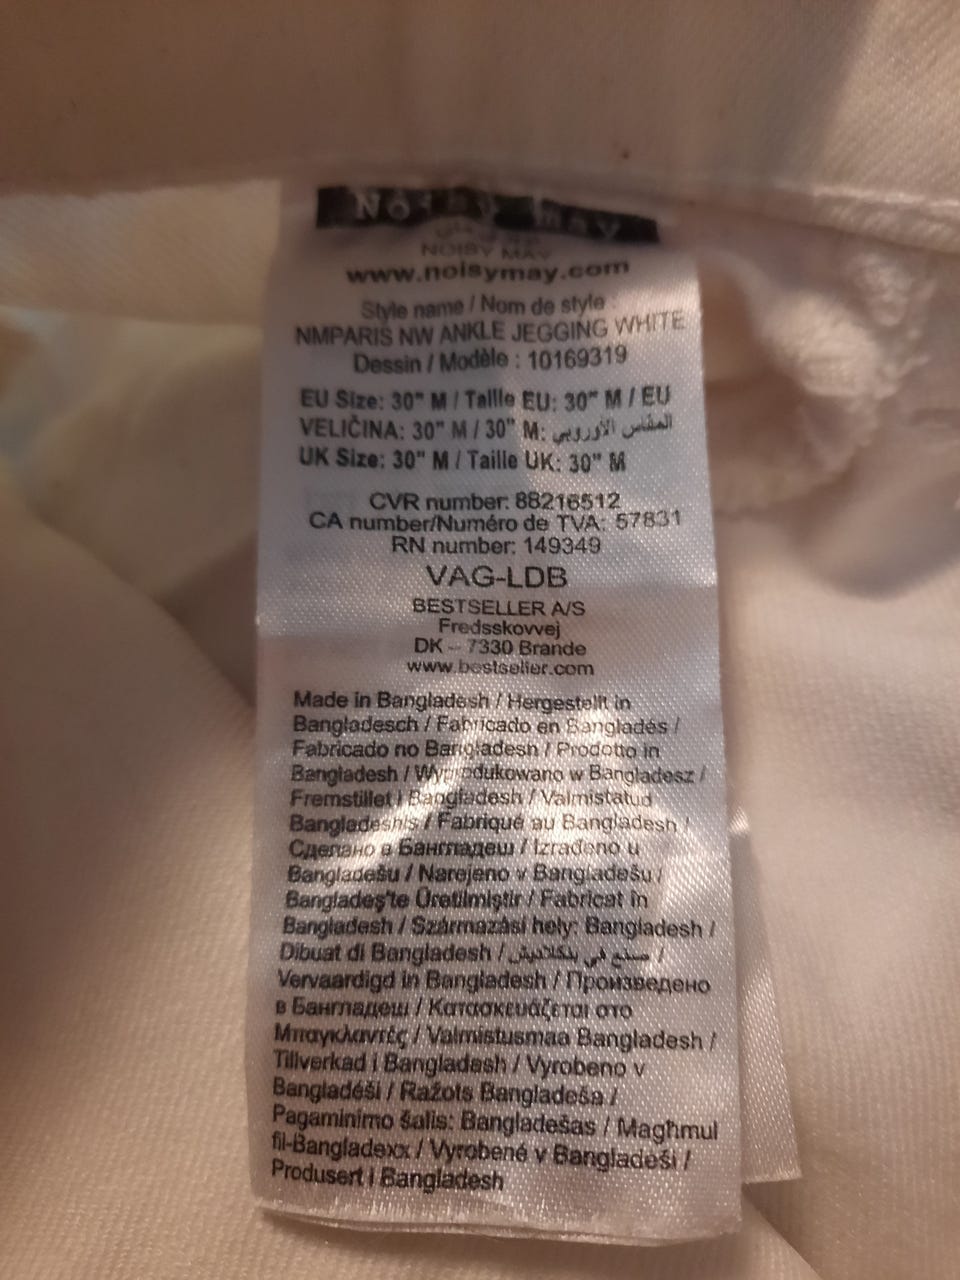 Noisy may
NOISY MAY
www.noisymay.com
Style name / Nom de style :
NMPARIS NW ANKLE JEGGING WHITE
Dessin / Modèle : 10169319
EU Size: 30" M / Taille EU: 30" M / EU
VELIČINA: 30" M / 30" M: المقاس الأوروبي
UK Size: 30" M / Taille UK: 30" M
CVR number: 88216512
CA number/Numéro de TVA: 57831
RN number: 149349
VAG-LDB
BESTSELLER A/S
Fredsskovvej
DK – 7330 Brande
www.bestseller.com
Made in Bangladesh / Hergestellt in
Bangladesch / Fabricado en Bangladés /
Fabricado no Bangladesh / Prodotto in
Bangladesh / Wyprodukowano w Bangladesz /
Fremstillet i Bangladesh / Valmistatud
Bangladeshis / Fabriqué au Bangladesh /
Сделано в Бангладеш / Izrađeno u
Bangladešu / Narejeno v Bangladešu /
Bangladeş'te Üretilmiştir / Fabricat în
Bangladesh / Származási hely: Bangladesh /
Dibuat di Bangladesh / صنع في بنگلاديش /
Vervaardigd in Bangladesh / Произведено
в Бангладеш / Κατασκευάζεται στο
Μπαγκλαντές / Valmistusmaa Bangladesh /
Tillverkad i Bangladesh / Vyrobeno v
Bangladéši / Ražots Bangladeša /
Pagaminimo šalis: Bangladešas / Magħmul
fil-Bangladexx / Vyrobené v Bangladeši /
Produsert i Bangladesh